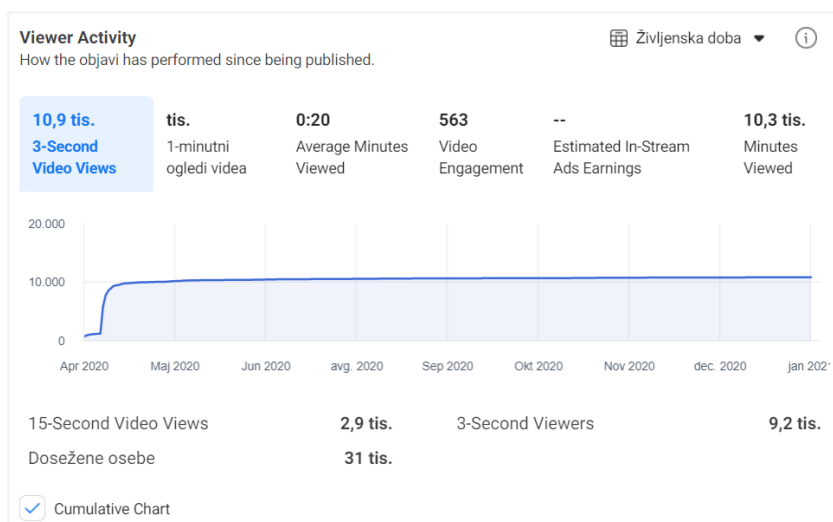 Viewer Activity
Življenska doba
How the objavi has performed since being published.
10,9 tis.
3-Second
Video Views
tis.
1-minutni
ogledi videa
0:20
Average Minutes
Viewed
563
Video
Engagement
--
Estimated In-Stream
Ads Earnings
10,3 tis.
Minutes
Viewed
20.000
10.000
0
Apr 2020 Maj 2020 Jun 2020 avg. 2020 Sep 2020 Okt 2020 Nov 2020 dec. 2020 jan 202
15-Second Video Views 2,9 tis. 3-Second Viewers 9,2 tis.
Dosežene osebe 31 tis.
Cumulative Chart